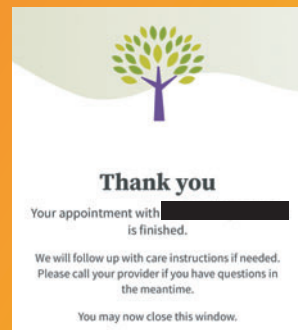 Thank you
Your appointment with
is finished.
We will follow up with care instructions if needed.
Please call your provider if you have questions in
the meantime.
You may now close this window.